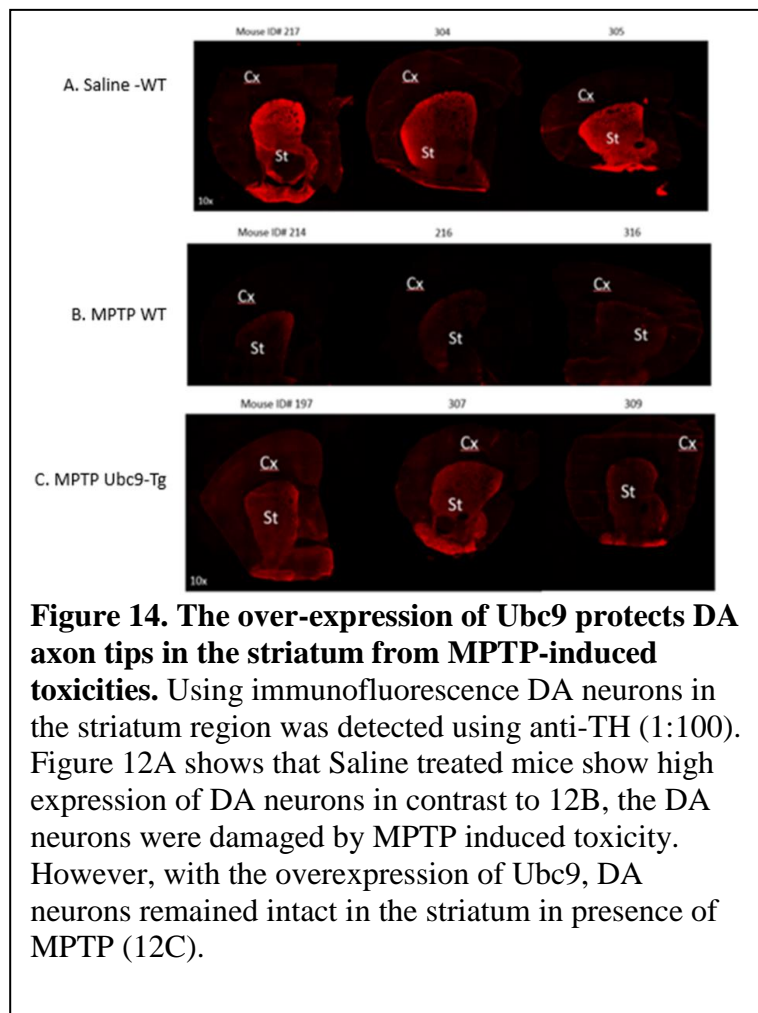 Mouse ID# 217 304 305
A. Saline -WT
Cx Cx Cx
St St St
10x
Mouse ID# 214 216 316
B. MPTP WT
Cx Cx Cx
St St St
Mouse ID# 197 307 309
C. MPTP Ubc9-Tg
Cx Cx Cx
St St St
10x
Figure 14. The over-expression of Ubc9 protects DA
axon tips in the striatum from MPTP-induced
toxicities. Using immunofluorescence DA neurons in
the striatum region was detected using anti-TH (1:100).
Figure 12A shows that Saline treated mice show high
expression of DA neurons in contrast to 12B, the DA
neurons were damaged by MPTP induced toxicity.
However, with the overexpression of Ubc9, DA
neurons remained intact in the striatum in presence of
MPTP (12C).